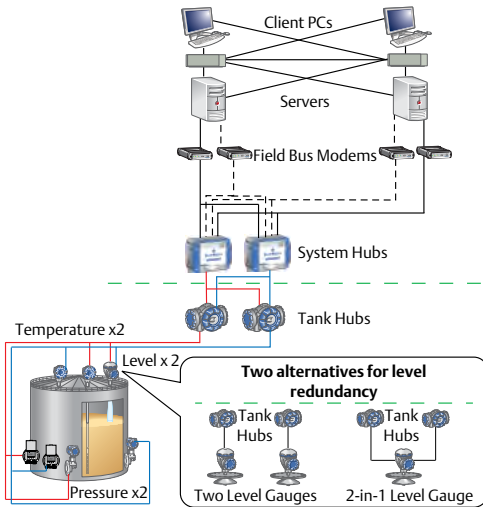 Client PCs
Servers
Field Bus Modems
System Hubs
Tank Hubs
Temperature x2
Level x 2
Two alternatives for level
redundancy
Tank
Hubs
Tank
Hubs
Pressure x2
Two Level Gauges
2-in-1 Level Gauge